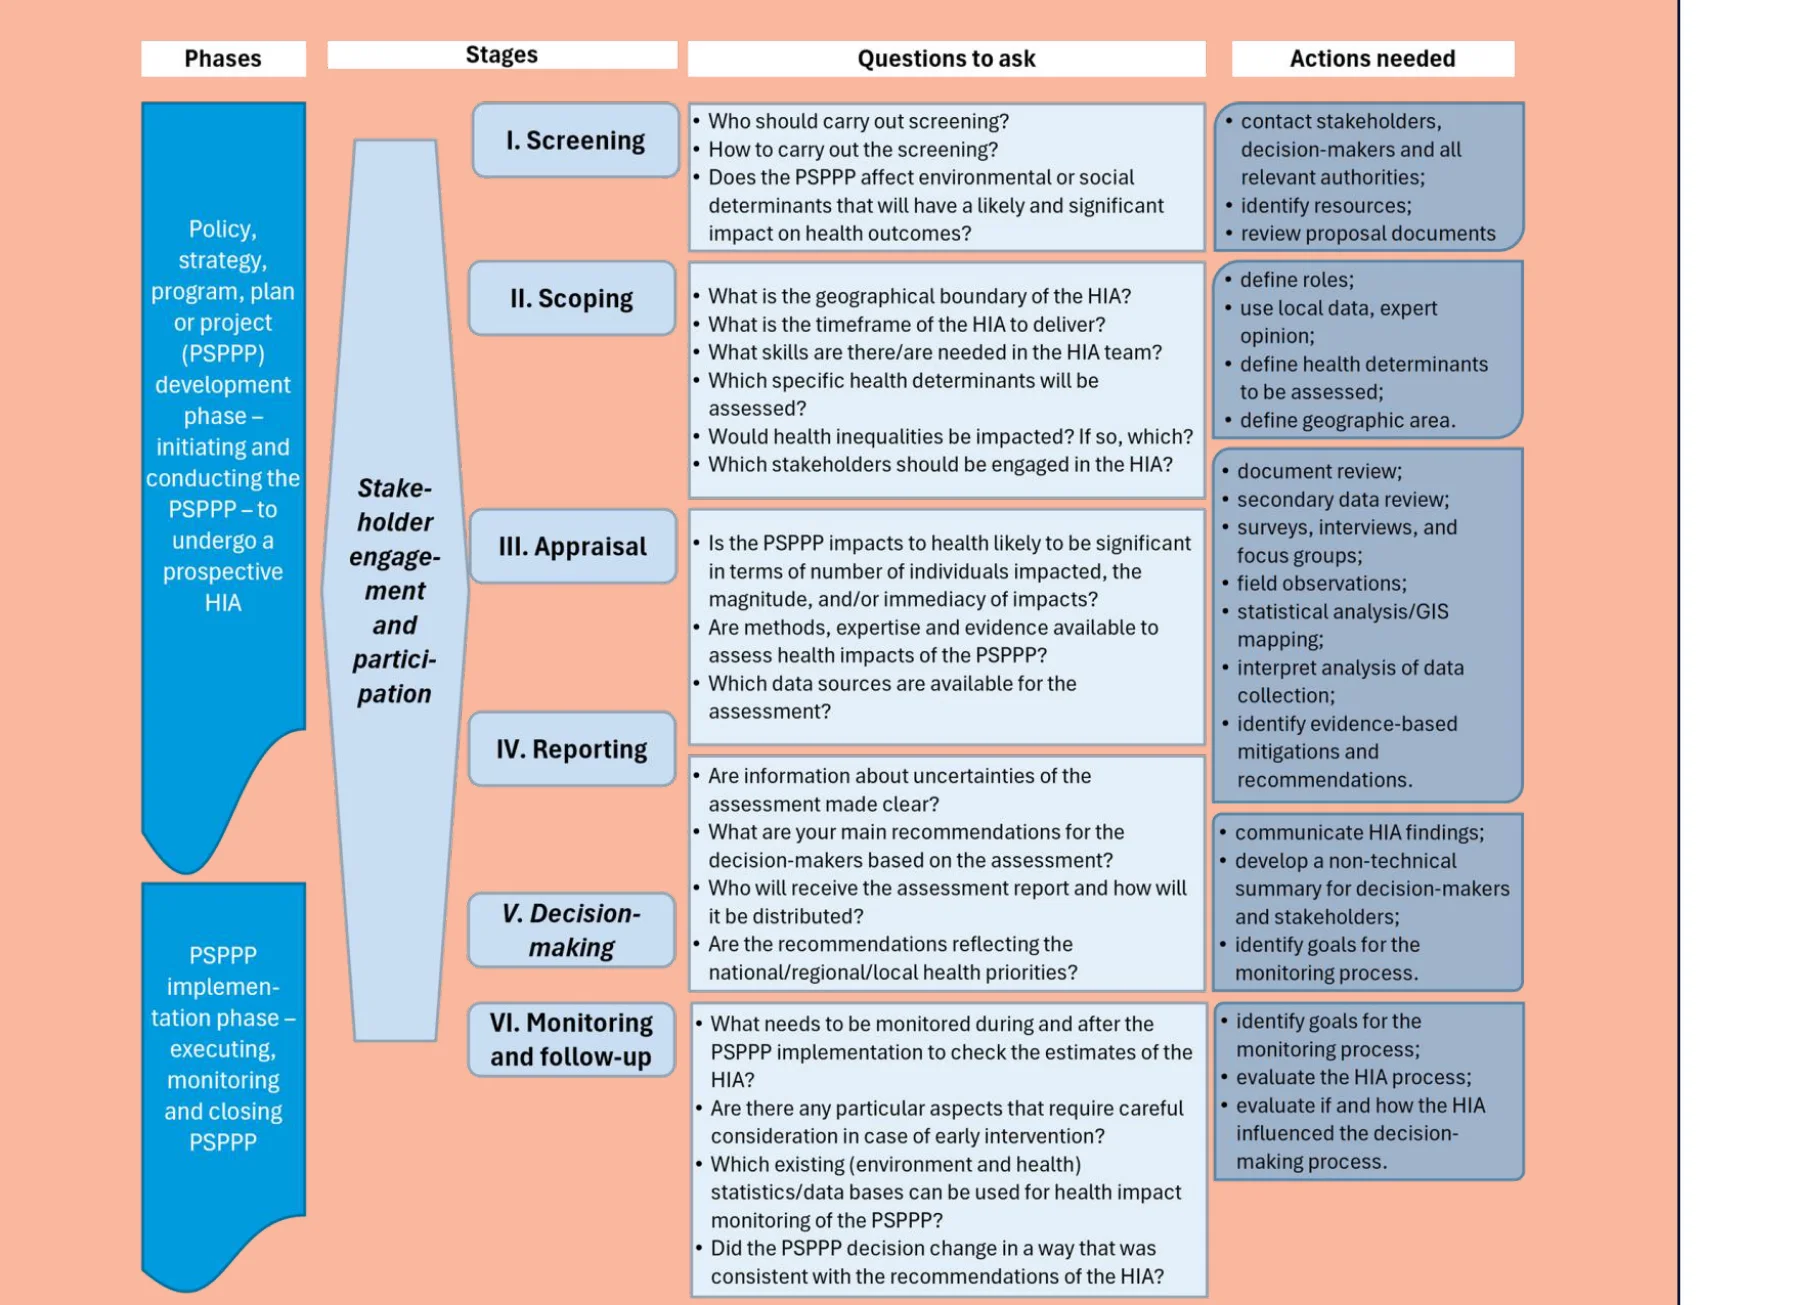 Phases
Stages
Questions to ask
Actions needed
Policy,
strategy,
program, plan
or project
(PSPPP)
development
phase –
initiating and
conducting the
PSPPP – to
undergo a
prospective
HIA
PSPPP
implemen-
tation phase –
executing,
monitoring
and closing
PSPPP
Stake-
holder
engage-
ment
and
partici-
pation
I. Screening
• Who should carry out screening?
• How to carry out the screening?
• Does the PSPPP affect environmental or social
determinants that will have a likely and significant
impact on health outcomes?
• contact stakeholders,
decision-makers and all
relevant authorities;
• identify resources;
• review proposal documents
II. Scoping
• What is the geographical boundary of the HIA?
• What is the timeframe of the HIA to deliver?
• What skills are there/are needed in the HIA team?
• Which specific health determinants will be
assessed?
• Would health inequalities be impacted? If so, which?
• Which stakeholders should be engaged in the HIA?
• define roles;
• use local data, expert
opinion;
• define health determinants
to be assessed;
• define geographic area.
III. Appraisal
• Is the PSPPP impacts to health likely to be significant
in terms of number of individuals impacted, the
magnitude, and/or immediacy of impacts?
• Are methods, expertise and evidence available to
assess health impacts of the PSPPP?
• Which data sources are available for the
assessment?
• document review;
• secondary data review;
• surveys, interviews, and
focus groups;
• field observations;
• statistical analysis/GIS
mapping;
• interpret analysis of data
collection;
• identify evidence-based
mitigations and
recommendations.
IV. Reporting
• Are information about uncertainties of the
assessment made clear?
• What are your main recommendations for the
decision-makers based on the assessment?
• Who will receive the assessment report and how will
it be distributed?
• Are the recommendations reflecting the
national/regional/local health priorities?
• communicate HIA findings;
• develop a non-technical
summary for decision-makers
and stakeholders;
• identify goals for the
monitoring process.
V. Decision-
making
VI. Monitoring
and follow-up
• What needs to be monitored during and after the
PSPPP implementation to check the estimates of the
HIA?
• Are there any particular aspects that require careful
consideration in case of early intervention?
• Which existing (environment and health)
statistics/data bases can be used for health impact
monitoring of the PSPPP?
• Did the PSPPP decision change in a way that was
consistent with the recommendations of the HIA?
• identify goals for the
monitoring process;
• evaluate the HIA process;
• evaluate if and how the HIA
influenced the decision-
making process.